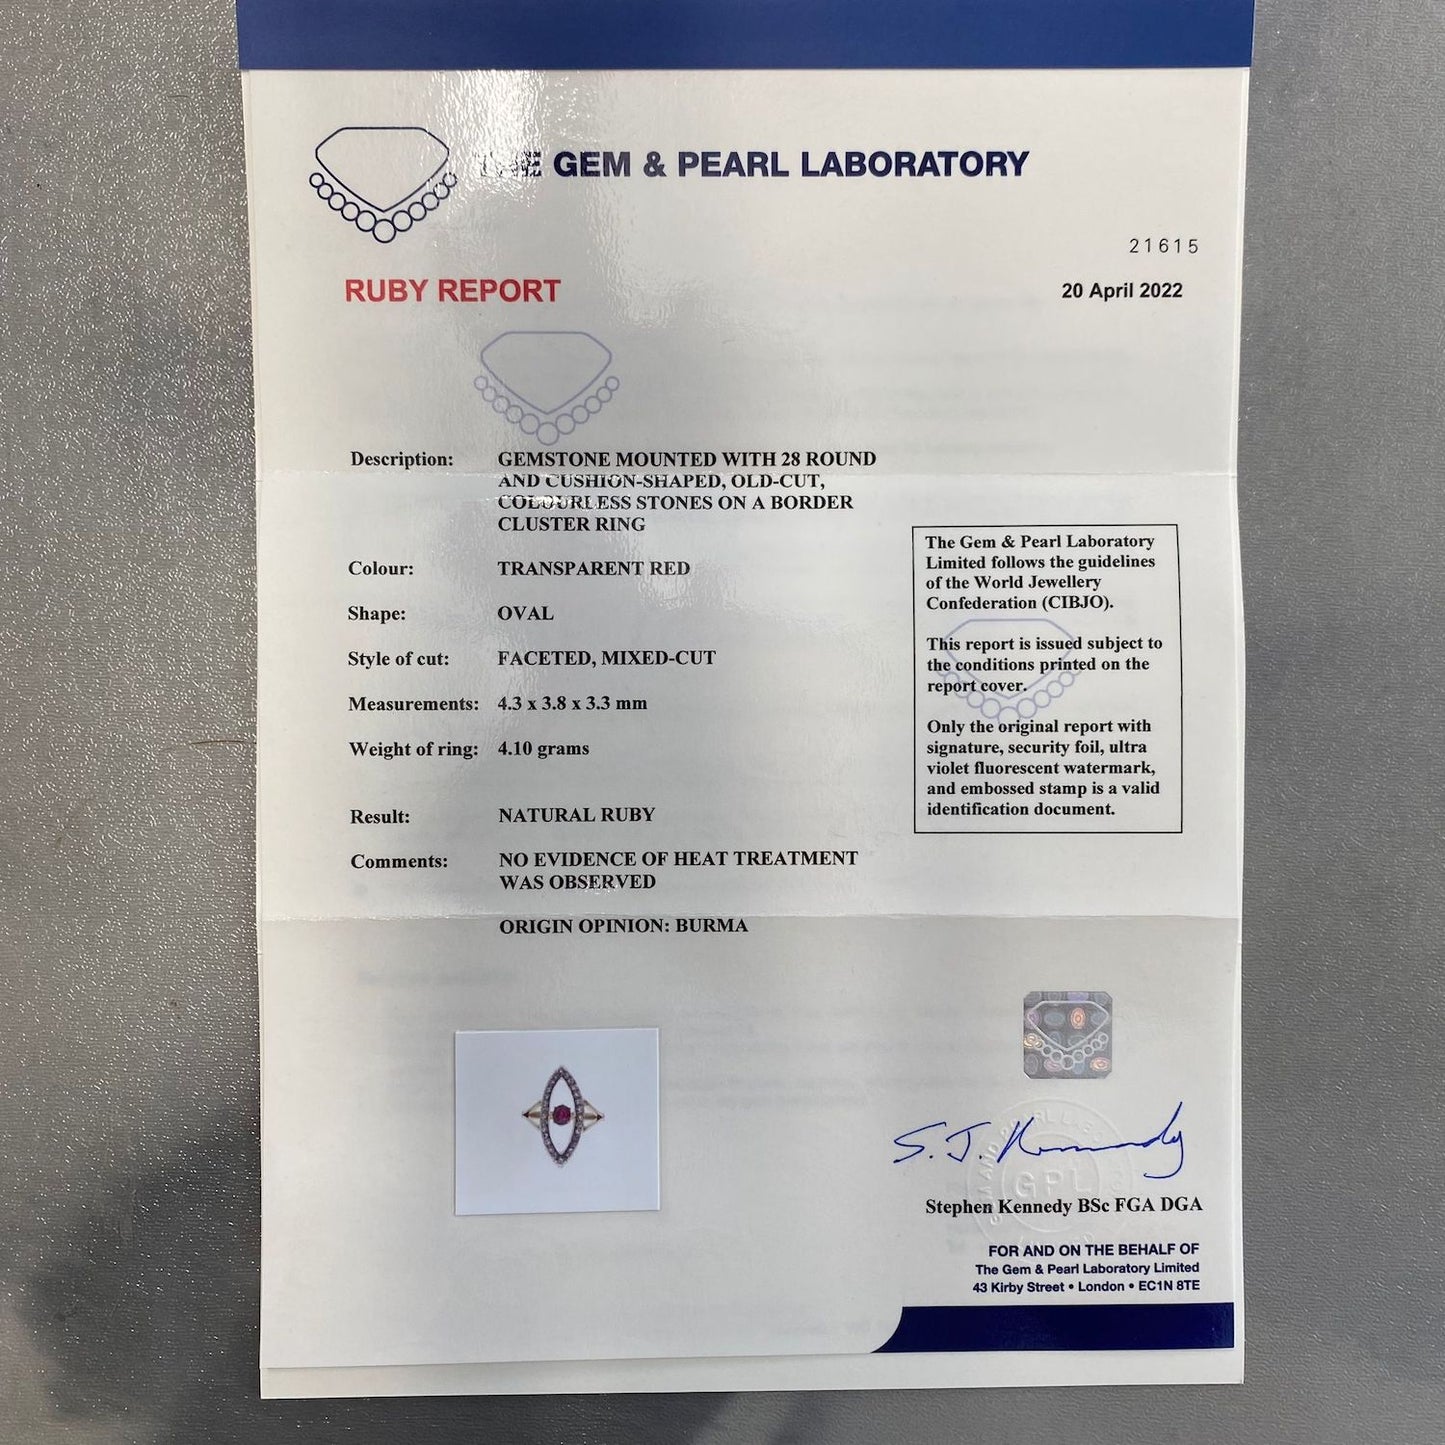 THE GEM & PEARL LABORATORY
21615
RUBY REPORT
20 April 2022
Description: GEMSTONE MOUNTED WITH 28 ROUND
AND CUSHION-SHAPED, OLD-CUT,
COLOURLESS STONES ON A BORDER
CLUSTER RING
Colour: TRANSPARENT RED
Shape: OVAL
Style of cut: FACETED, MIXED-CUT
Measurements: 4.3 x 3.8 x 3.3 mm
Weight of ring: 4.10 grams
Result: NATURAL RUBY
Comments: NO EVIDENCE OF HEAT TREATMENT
WAS OBSERVED
ORIGIN OPINION: BURMA
The Gem & Pearl Laboratory
Limited follows the guidelines
of the World Jewellery
Confederation (CIBJO).
This report is issued subject to
the conditions printed on the
report cover.
Only the original report with
signature, security foil, ultra
violet fluorescent watermark,
and embossed stamp is a valid
identification document.
S. J. Kennedy
GPL
Stephen Kennedy BSc FGA DGA
FOR AND ON THE BEHALF OF
The Gem & Pearl Laboratory Limited
43 Kirby Street • London • EC1N 8TE